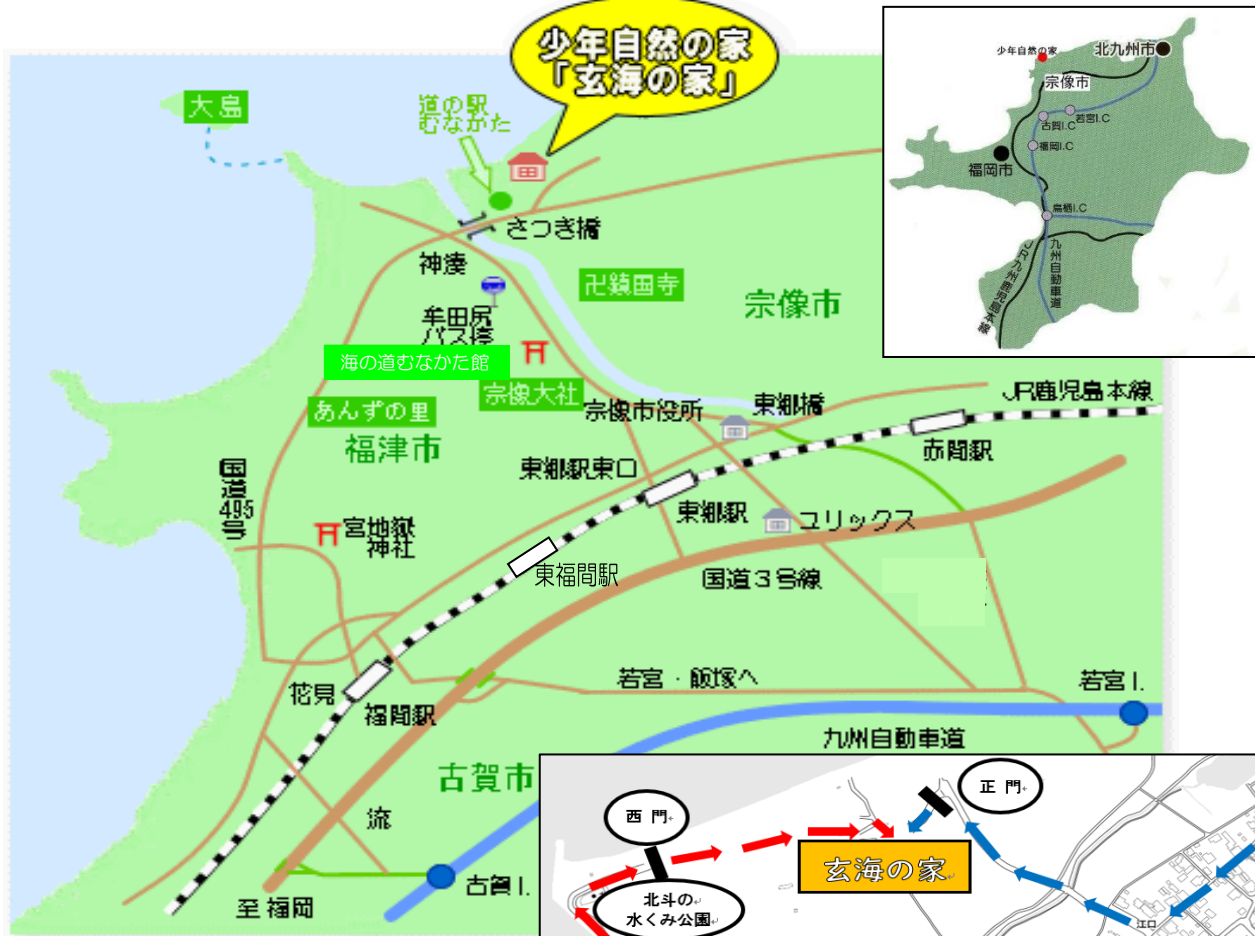 少年自然の家
「玄海の家」
大島
道の駅
むなかた
さつき橋
神湊
卍鎮国寺
宗像市
牟田尻
バス停
海の道むなかた館
宗像大社
あんずの里
福津市
宗像市役所
東郷橋
JR鹿児島本線
赤間駅
東郷駅東口
東郷駅
ユリックス
国道495号
宮地嶽
神社
東福間駅
国道３号線
若宮・飯塚へ
若宮I.
花見
福間駅
九州自動車道
古賀市
流
古賀I.
至福岡
少年自然の家
北九州市
宗像市
若宮I.C
古賀I.C
福岡I.C
福岡市
鳥栖I.C
九州自動車道
JR九州鹿児島本線
正門
西門
玄海の家
北斗の
水くみ公園
江口